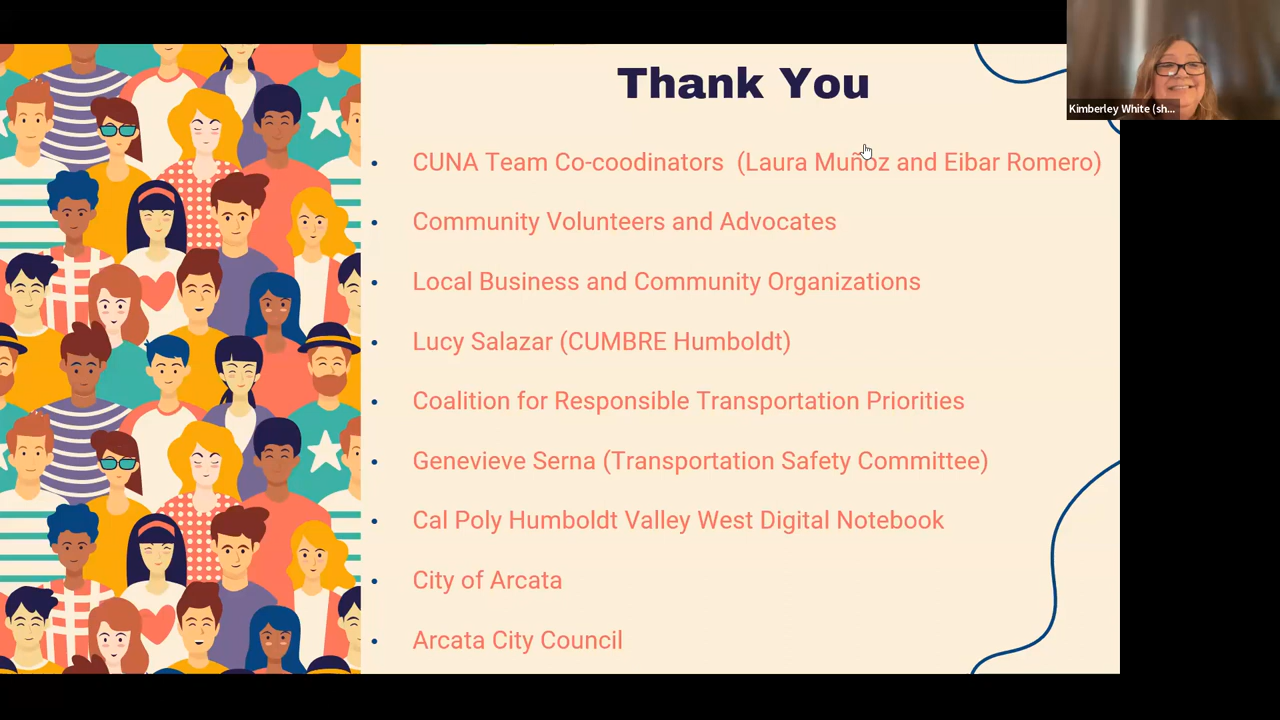 Thank You
Kimberley White (sh...
• CUNA Team Co-coodinators (Laura Muñoz and Eibar Romero)
• Community Volunteers and Advocates
• Local Business and Community Organizations
• Lucy Salazar (CUMBRE Humboldt)
• Coalition for Responsible Transportation Priorities
• Genevieve Serna (Transportation Safety Committee)
• Cal Poly Humboldt Valley West Digital Notebook
• City of Arcata
• Arcata City Council